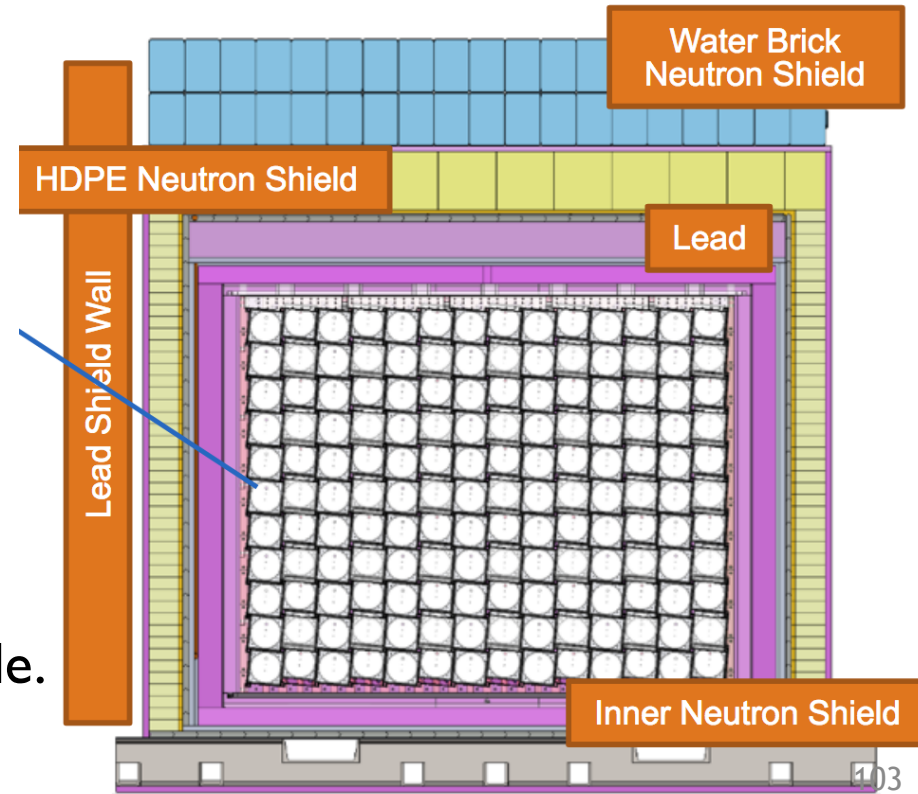 Water Brick
Neutron Shield
HDPE Neutron Shield
Lead
Lead Shield Wall
le.
Inner Neutron Shield
103